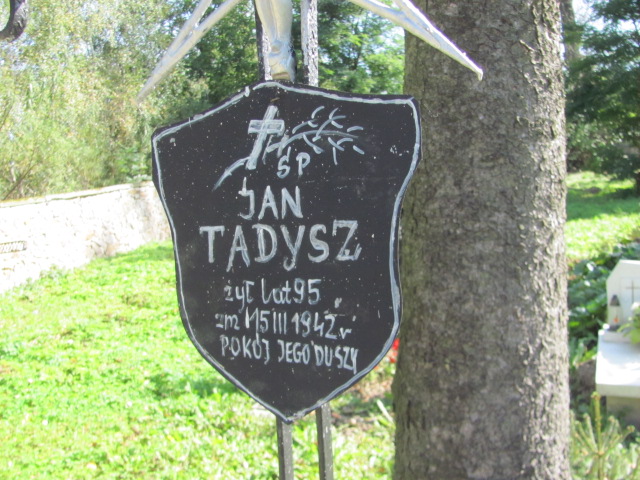 ŚP
JAN
TADYSZ
żył lat 95
zm 15 III 1942 r
POKÓJ JEGO DUSZY